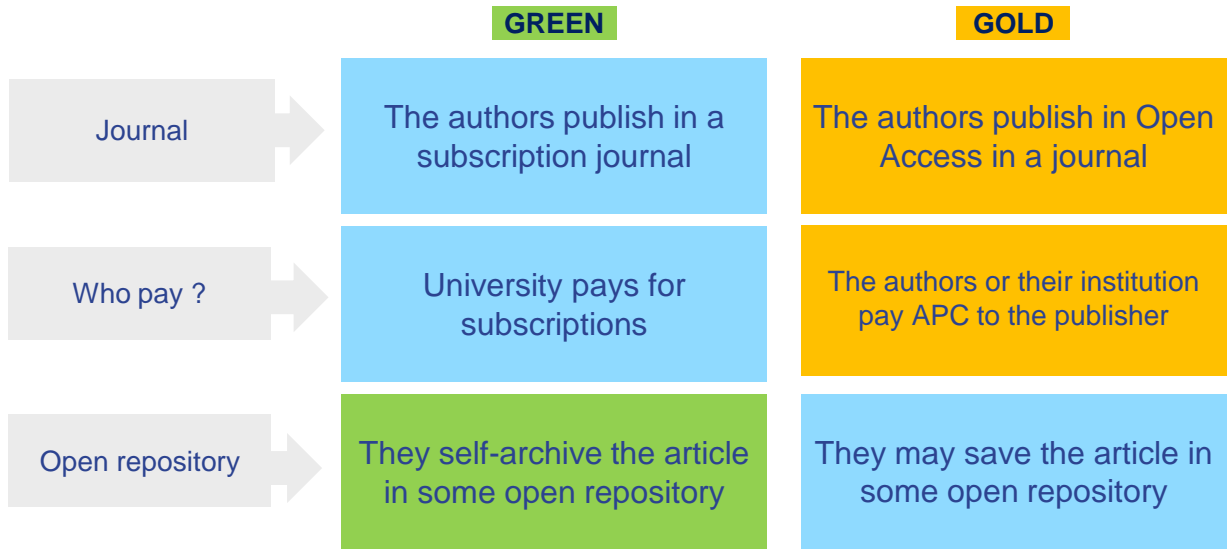 GREEN
GOLD
Journal
The authors publish in a
subscription journal
The authors publish in Open
Access in a journal
Who pay ?
University pays for
subscriptions
The authors or their institution
pay APC to the publisher
Open repository
They self-archive the article
in some open repository
They may save the article in
some open repository